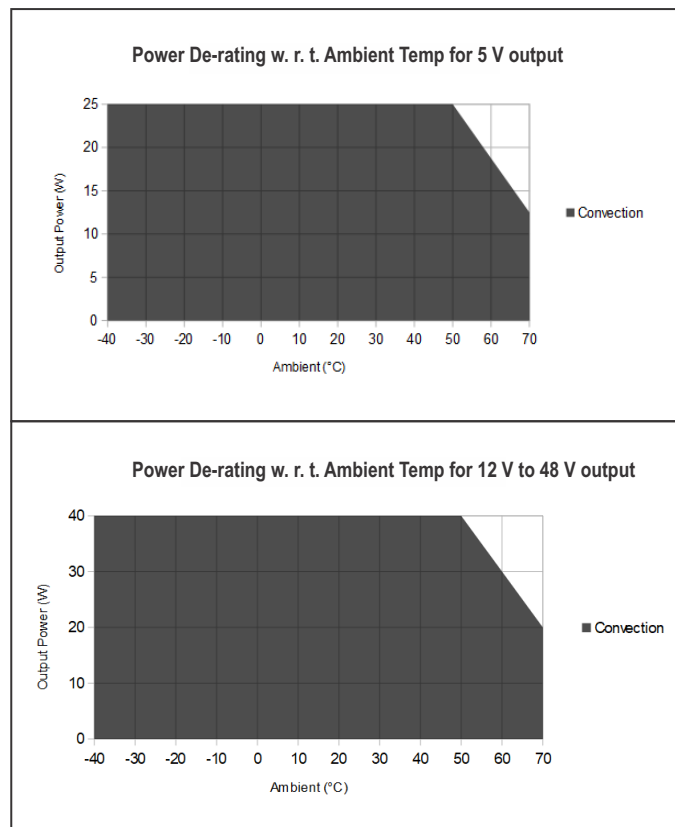 Power De-rating w. r. t. Ambient Temp for 5 V output
25
20
15
10
5
0
-40 -30 -20 -10 0 10 20 30 40 50 60 70
Output Power (W)
Ambient (°C)
Convection
Power De-rating w. r. t. Ambient Temp for 12 V to 48 V output
40
30
20
10
0
-40 -30 -20 -10 0 10 20 30 40 50 60 70
Output Power (W)
Ambient (°C)
Convection